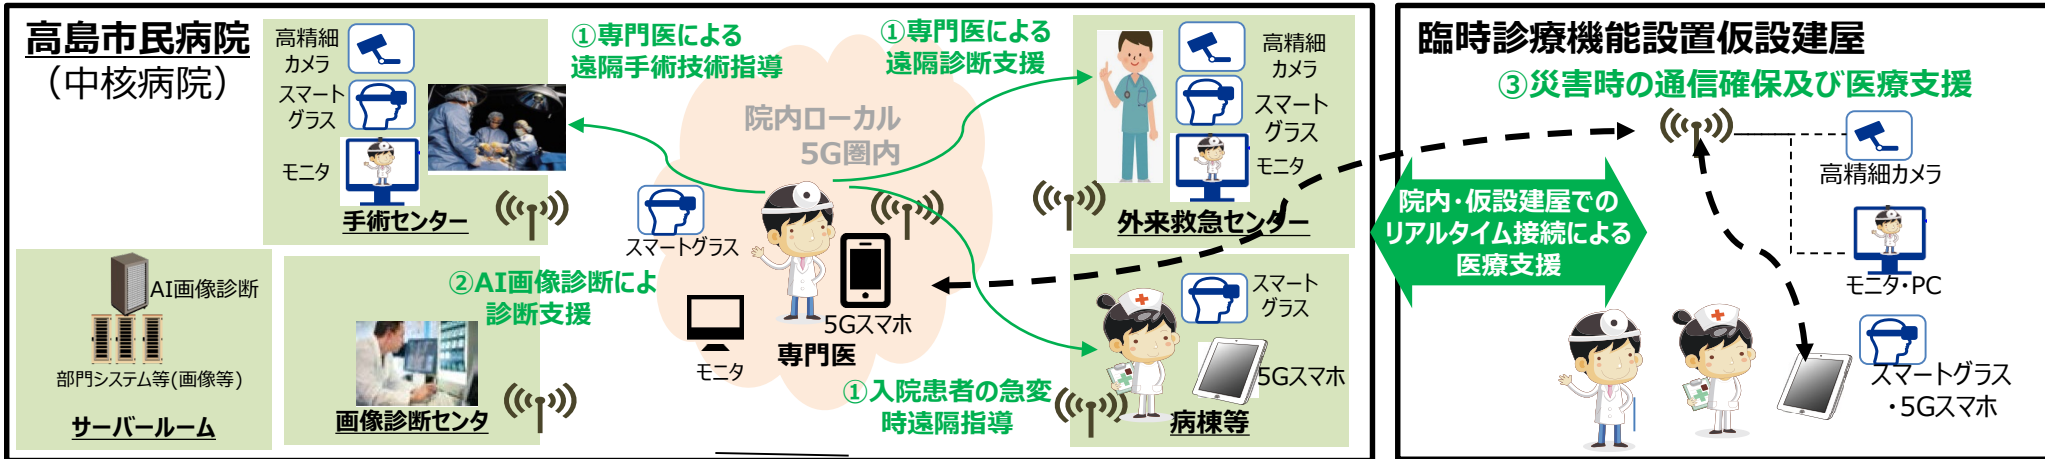 高島市民病院
（中核病院）
高精細
カメラ
スマート
グラス
モニタ
手術センター
①専門医による
遠隔手術技術指導
①専門医による
遠隔診断支援
院内ローカル
5G圏内
高精細
カメラ
スマート
グラス
モニタ
外来救急センター
AI画像診断
部門システム等(画像等)
サーバールーム
②AI画像診断によ
診断支援
画像診断センタ
スマートグラス
モニタ
5Gスマホ
専門医
①入院患者の急変
時遠隔指導
スマート
グラス
5Gスマホ
病棟等
院内・仮設建屋での
リアルタイム接続による
医療支援
臨時診療機能設置仮設建屋
③災害時の通信確保及び医療支援
高精細カメラ
モニタ・PC
スマートグラス
・5Gスマホ